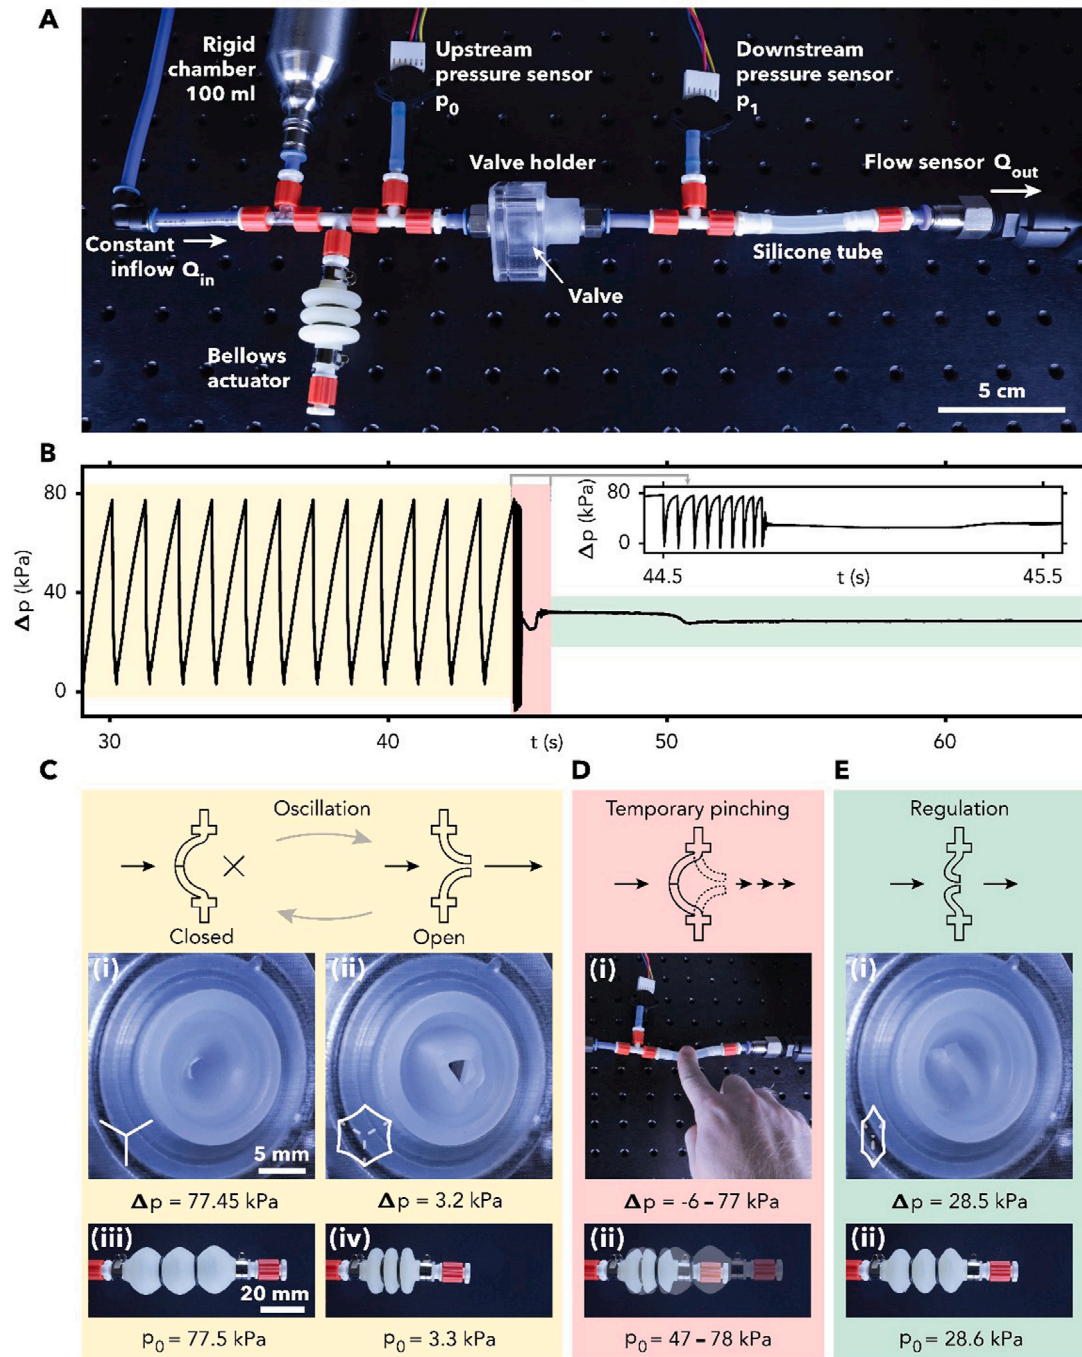 A
Rigid
chamber
100 ml
Upstream
pressure sensor
p0
Downstream
pressure sensor
p1
Valve holder
Flow sensor Qout
Constant
inflow Qin
Silicone tube
Valve
Bellows
actuator
5 cm
B
80
40
0
Δp (kPa)
30
40
t (s)
50
60
80
0
Δp (kPa)
44.5
t (s)
45.5
C
Oscillation
Closed
Open
(i)
5 mm
(ii)
Δp = 77.45 kPa
Δp = 3.2 kPa
(iii)
20 mm
(iv)
p0 = 77.5 kPa
p0 = 3.3 kPa
D
Temporary pinching
(i)
Δp = -6 – 77 kPa
(ii)
p0 = 47 – 78 kPa
E
Regulation
(i)
Δp = 28.5 kPa
(ii)
p0 = 28.6 kPa